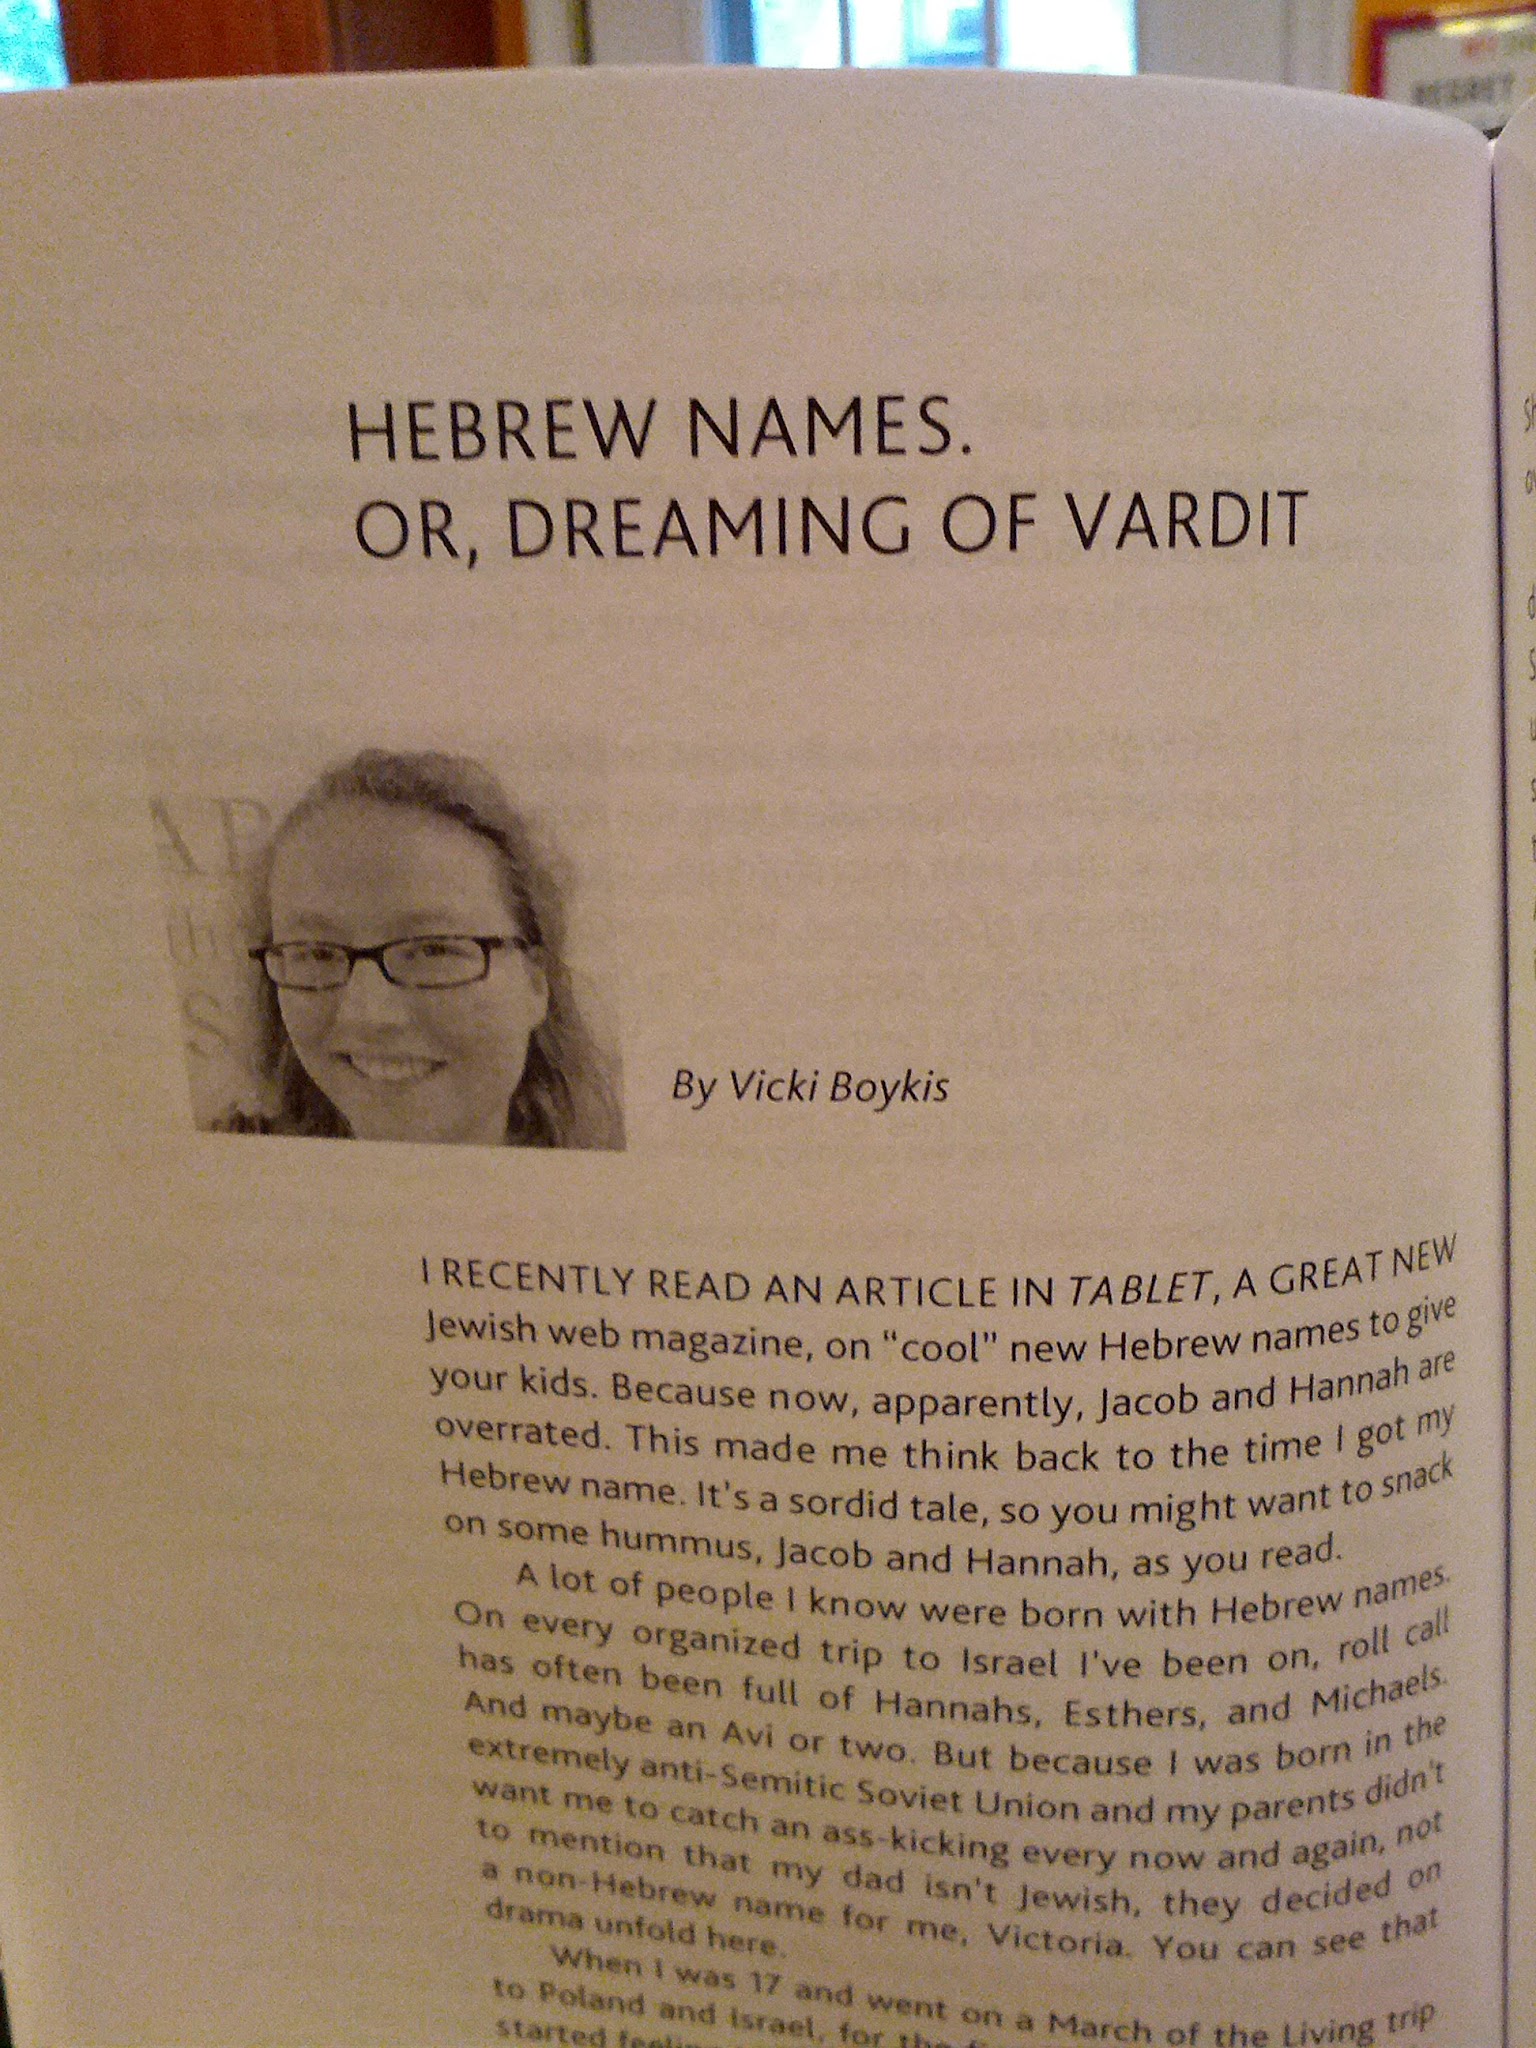 REGRET
HEBREW NAMES.
OR, DREAMING OF VARDIT
By Vicki Boykis
I RECENTLY READ AN ARTICLE IN TABLET, A GREAT NEW
Jewish web magazine, on "cool" new Hebrew names to give
your kids. Because now, apparently, Jacob and Hannah are
overrated. This made me think back to the time I got my
Hebrew name. It's a sordid tale, so you might want to snack
on some hummus, Jacob and Hannah, as you read.
A lot of people I know were born with Hebrew names.
On every organized trip to Israel I've been on, roll call
has often been full of Hannahs, Esthers, and Michaels.
And maybe an Avi or two. But because I was born in the
extremely anti-Semitic Soviet Union and my parents didn't
want me to catch an ass-kicking every now and again, not
to mention that my dad isn't Jewish, they decided on
a non-Hebrew name for me, Victoria. You can see that
drama unfold here.
When I was 17 and went on a March of the Living trip
to Poland and Israel, for the
started